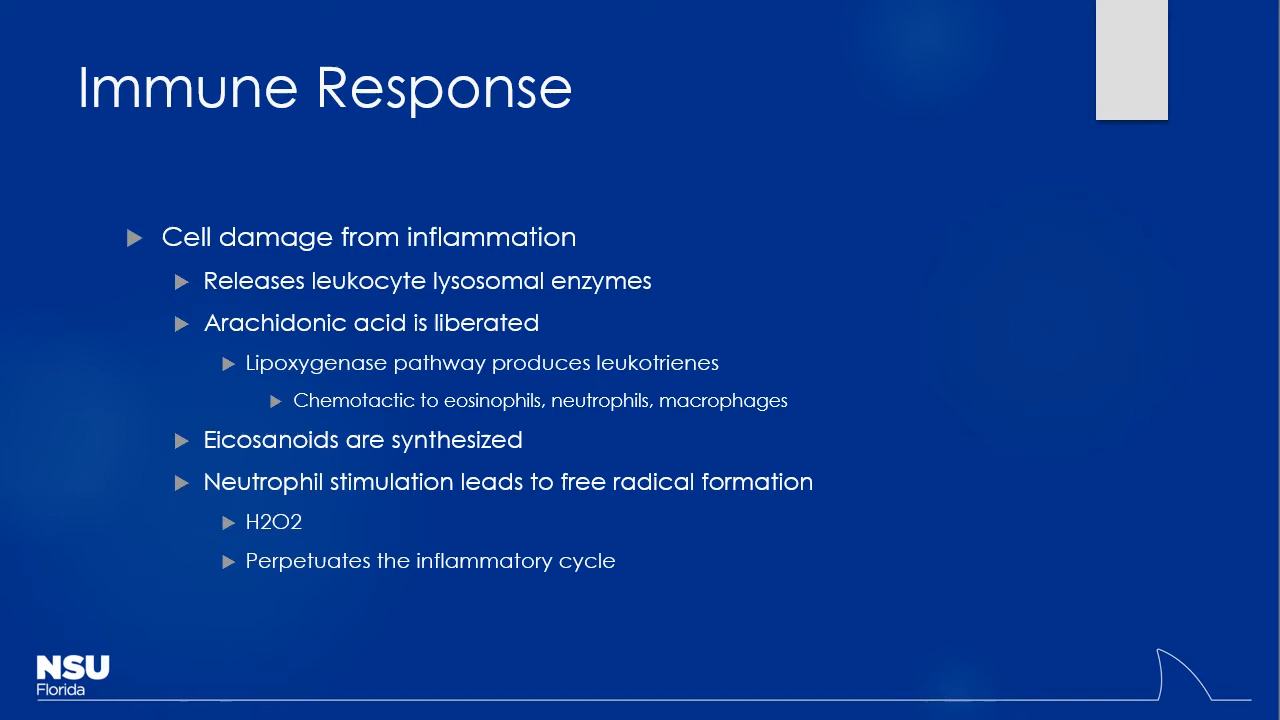 Immune Response
Cell damage from inflammation
Releases leukocyte lysosomal enzymes
Arachidonic acid is liberated
Lipoxygenase pathway produces leukotrienes
Chemotactic to eosinophils, neutrophils, macrophages
Eicosanoids are synthesized
Neutrophil stimulation leads to free radical formation
H2O2
Perpetuates the inflammatory cycle
NSU
Florida